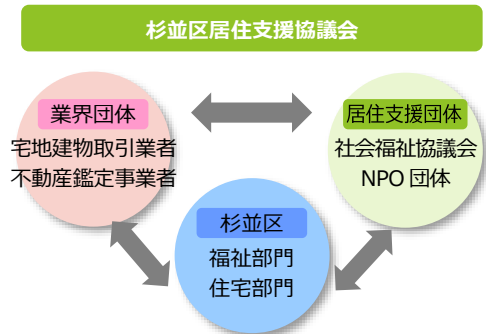 杉並区居住支援協議会
業界団体
宅地建物取引業者
不動産鑑定事業者
居住支援団体
社会福祉協議会
NPO 団体
杉並区
福祉部門
住宅部門